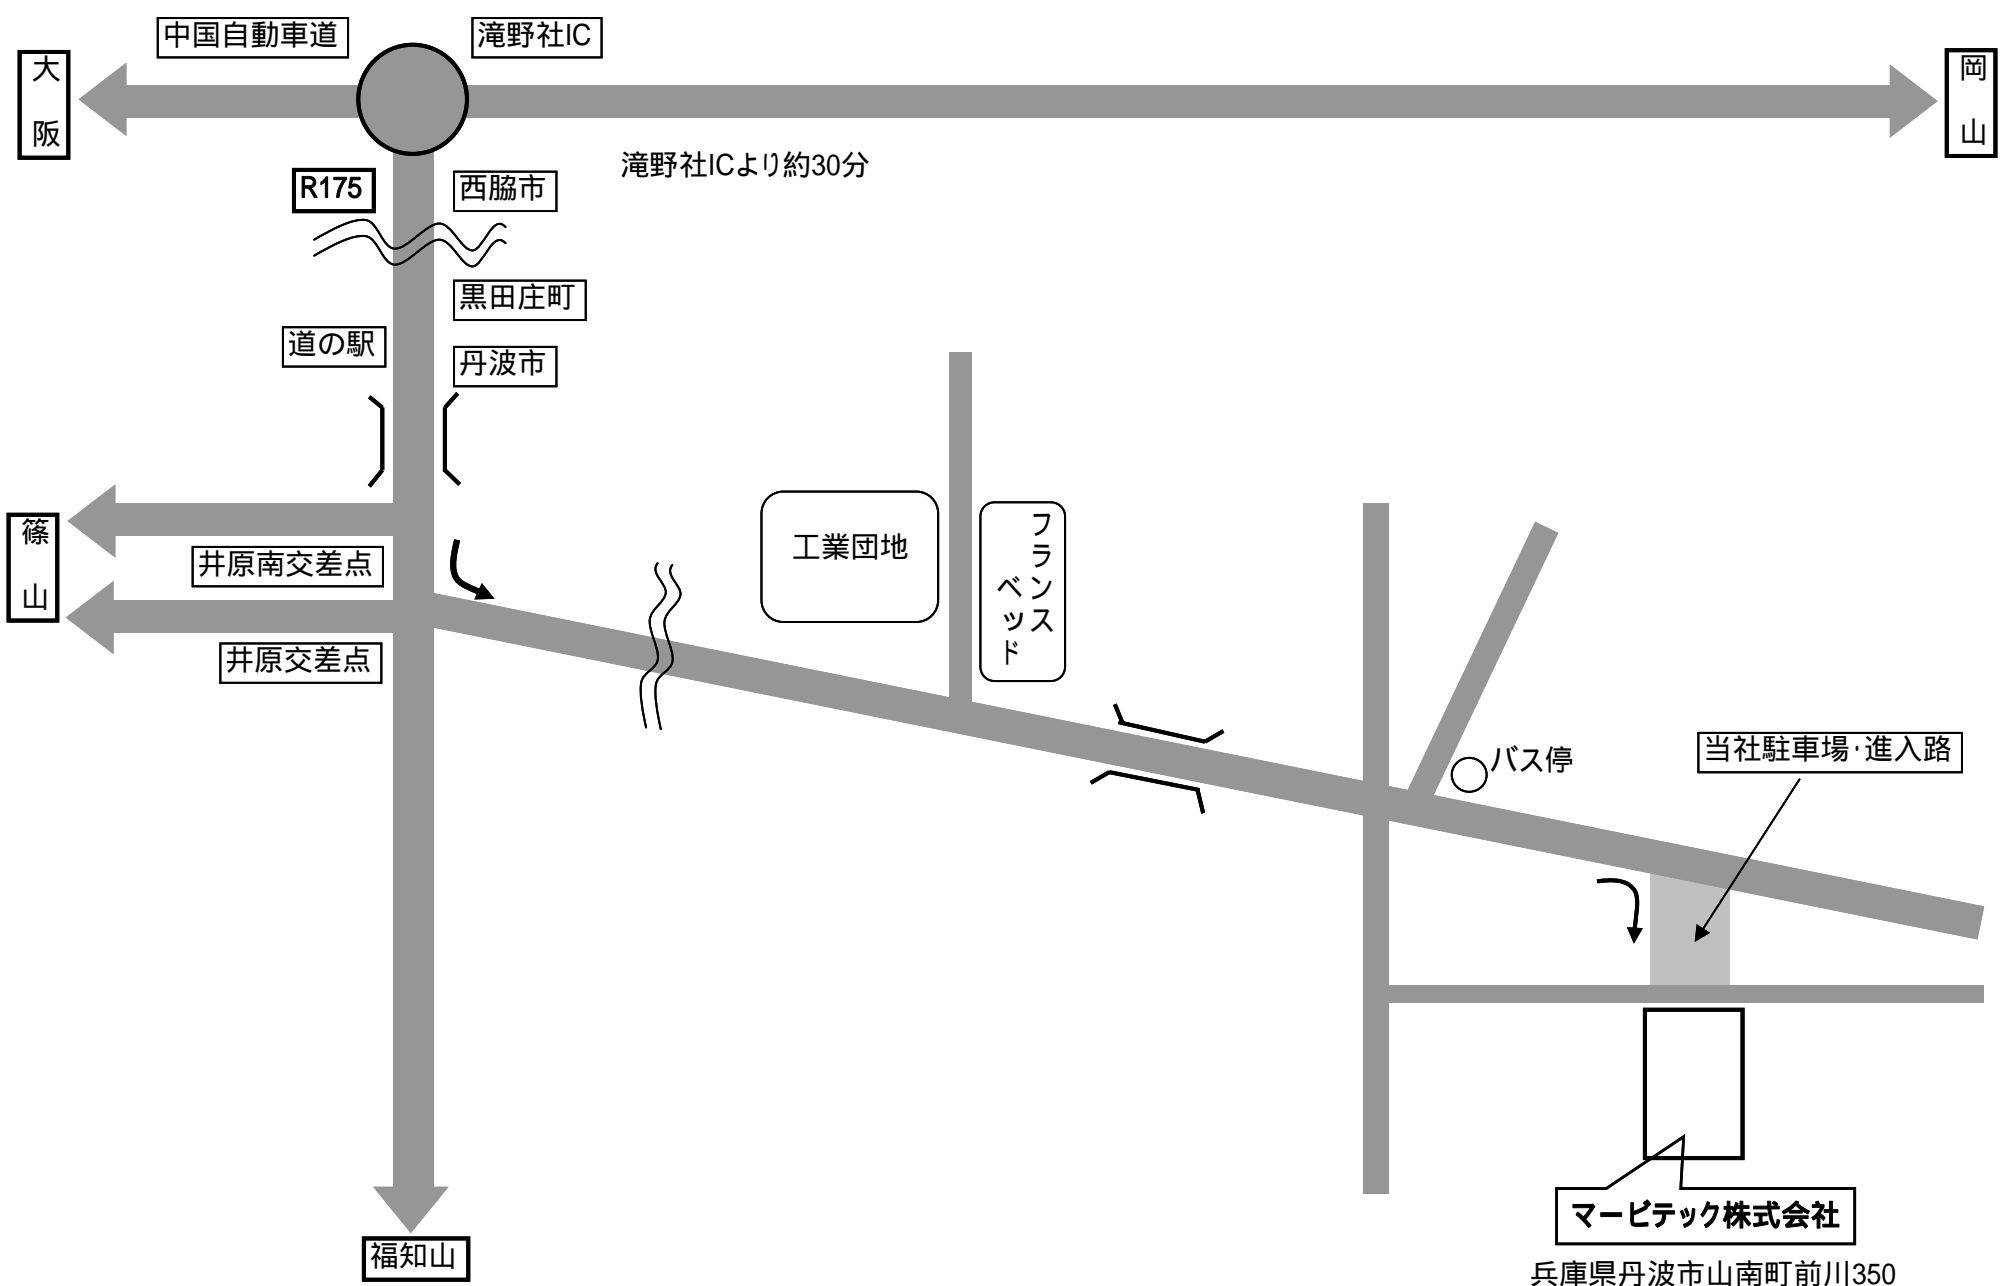 中国自動車道
滝野社IC
大阪
岡山
滝野社ICより約30分
R175
西脇市
黒田庄町
道の駅
丹波市
篠山
井原南交差点
井原交差点
工業団地
フランス
ベッド
バス停
当社駐車場・進入路
マービテック株式会社
兵庫県丹波市山南町前川350
福知山